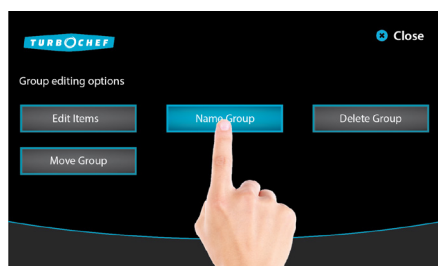 TURBOCHEF
Close
Group editing options
Edit Items
Name Group
Delete Group
Move Group